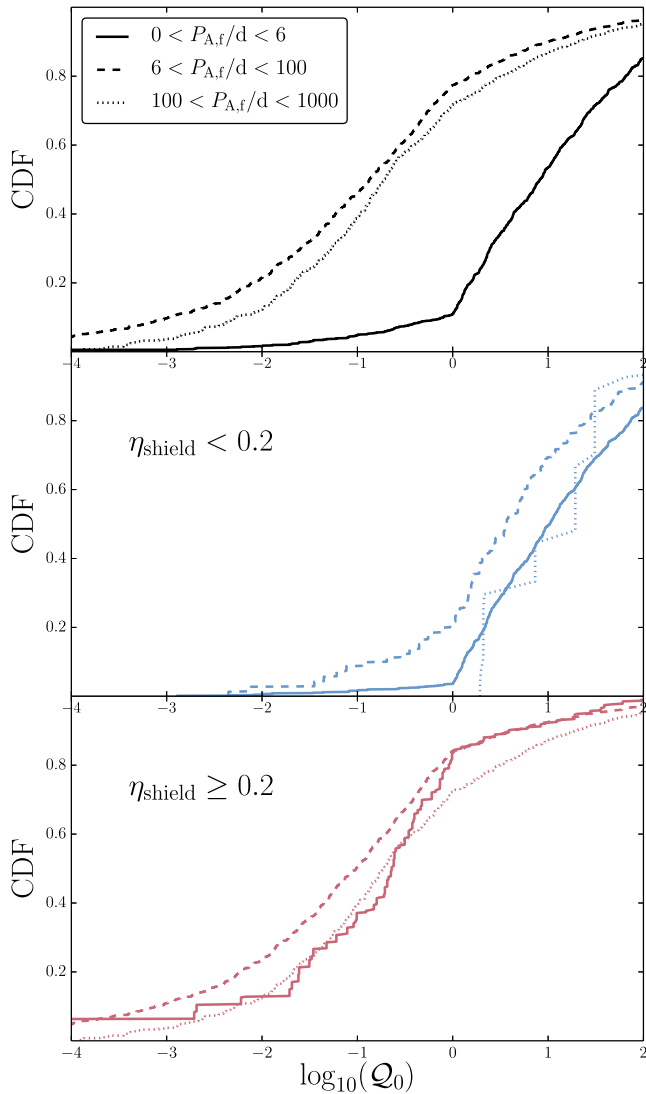 0 < P_A,f/d < 6
6 < P_A,f/d < 100
100 < P_A,f/d < 1000
CDF
0.8
0.6
0.4
0.2
−4 −3 −2 −1 0 1 2
η_shield < 0.2
CDF
0.8
0.6
0.4
0.2
−4 −3 −2 −1 0 1 2
η_shield ≥ 0.2
CDF
0.8
0.6
0.4
0.2
−4 −3 −2 −1 0 1 2
log₁₀(𝒬₀)